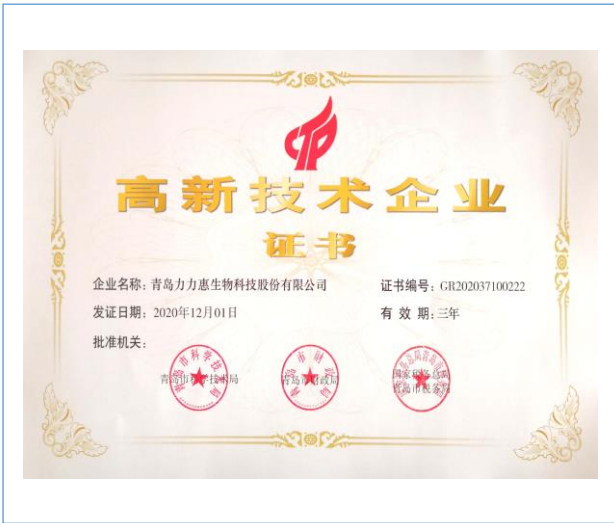 高新技术企业
证书
企业名称：青岛力力惠生物科技股份有限公司
证书编号：GR202037100222
发证日期：2020年12月01日
有 效 期：三年
批准机关：
青岛市科学技术局
青岛市财政局
国家税务总局
青岛市税务局